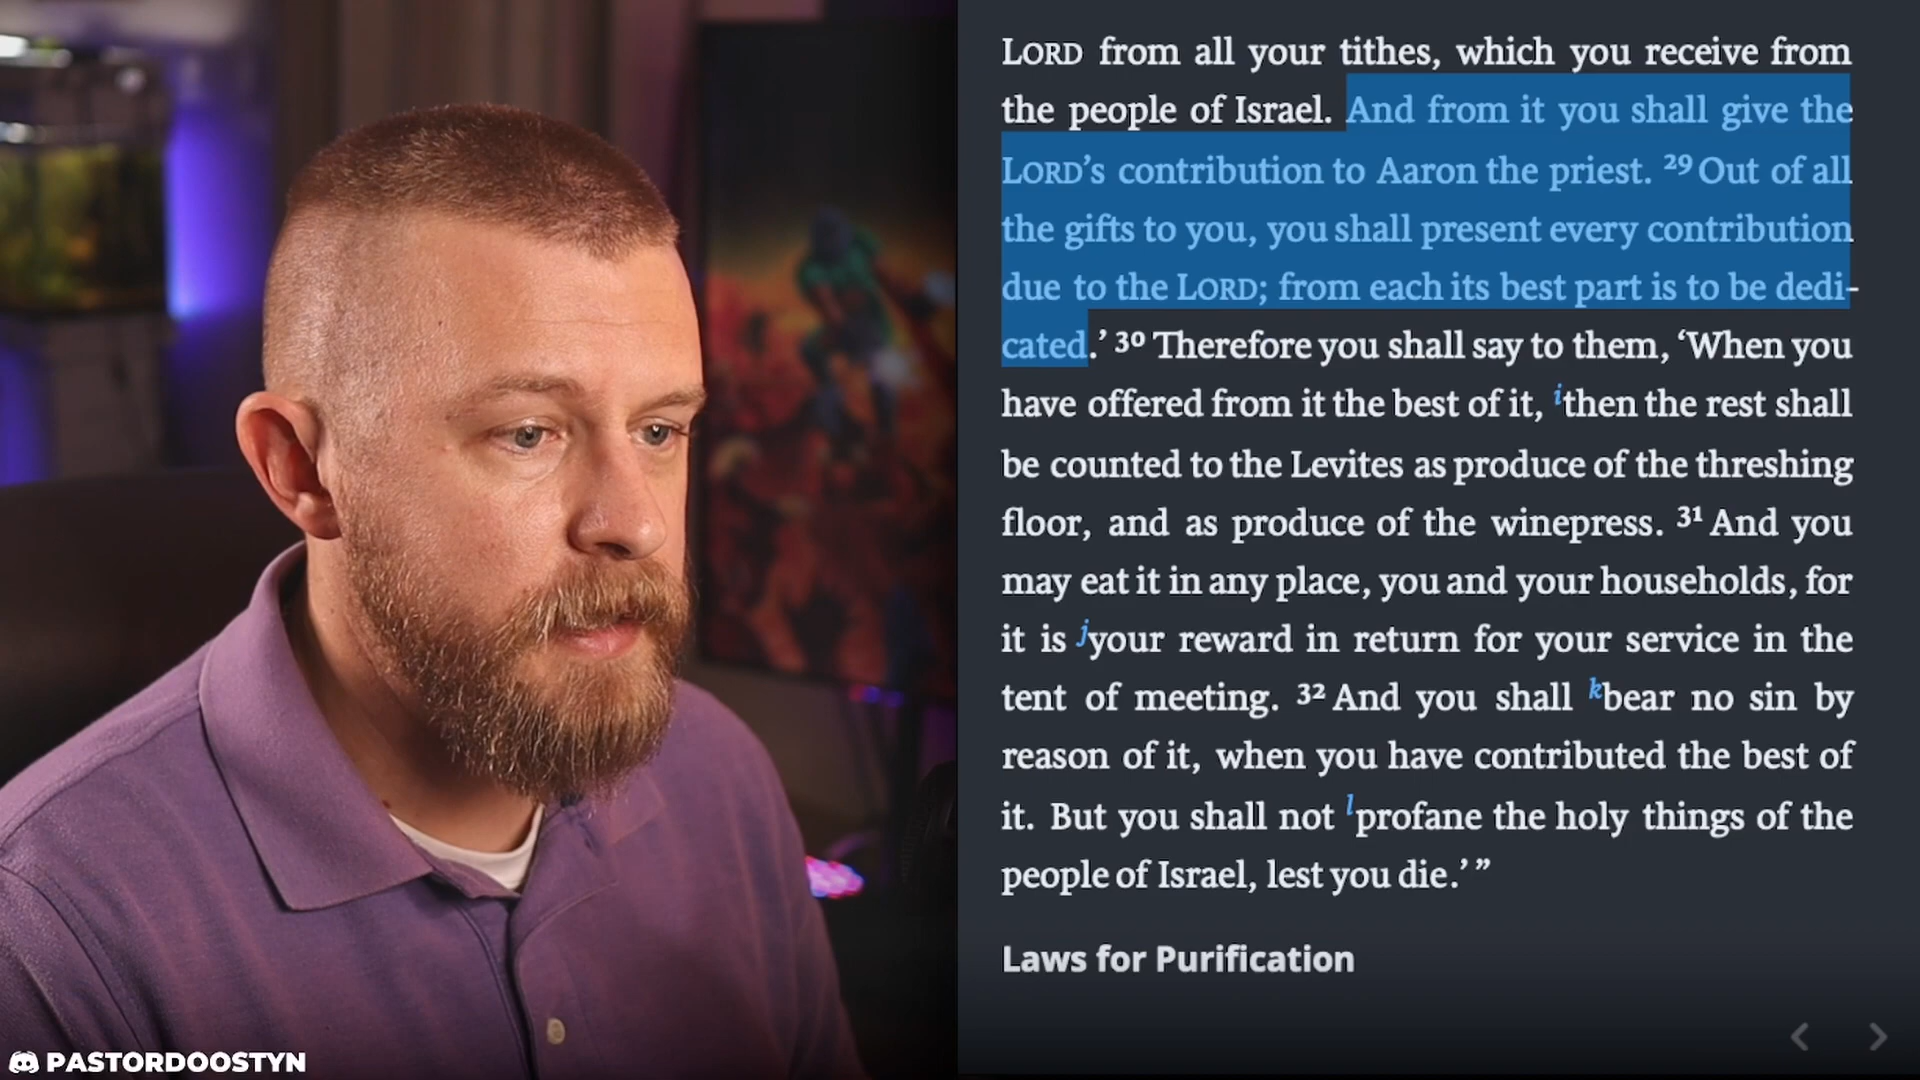 LORD from all your tithes, which you receive from
the people of Israel. And from it you shall give the
LORD’s contribution to Aaron the priest. 29 Out of all
the gifts to you, you shall present every contribution
due to the LORD; from each its best part is to be dedi-
cated.’ 30 Therefore you shall say to them, ‘When you
have offered from it the best of it, i then the rest shall
be counted to the Levites as produce of the threshing
floor, and as produce of the winepress. 31 And you
may eat it in any place, you and your households, for
it is j your reward in return for your service in the
tent of meeting. 32 And you shall k bear no sin by
reason of it, when you have contributed the best of
it. But you shall not l profane the holy things of the
people of Israel, lest you die.’ ”
Laws for Purification
PASTORDOOSTYN